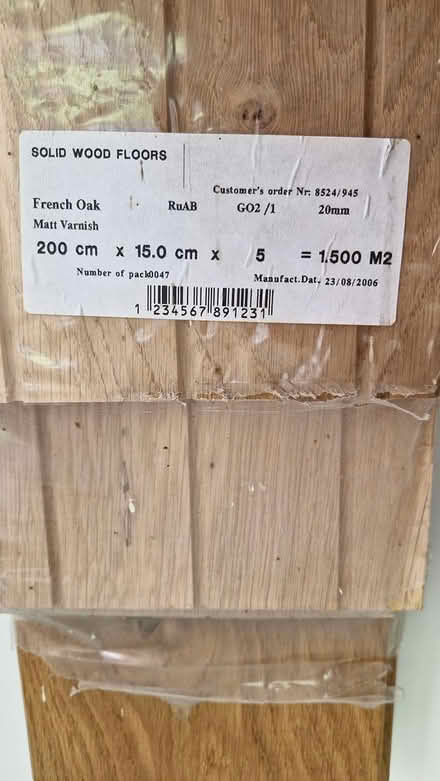 SOLID WOOD FLOORS
Customer's order Nr: 8524/945
French Oak RuAB GO2 /1 20mm
Matt Varnish
200 cm x 15.0 cm x 5 = 1.500 M2
Number of pack0047 Manufact.Dat. 23/08/2006
1 234567 891231